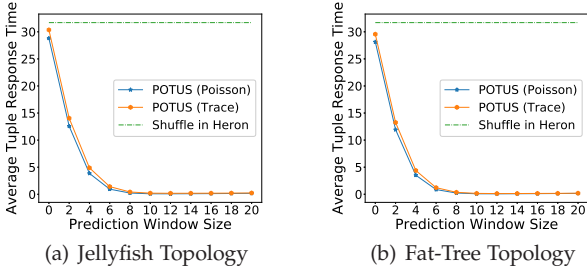 Average Tuple Response Time
30
25
20
15
10
5
0
POTUS (Poisson)
POTUS (Trace)
Shuffle in Heron
0 2 4 6 8 10 12 14 16 18 20
Prediction Window Size
(a) Jellyfish Topology
Average Tuple Response Time
30
25
20
15
10
5
0
POTUS (Poisson)
POTUS (Trace)
Shuffle in Heron
0 2 4 6 8 10 12 14 16 18 20
Prediction Window Size
(b) Fat-Tree Topology